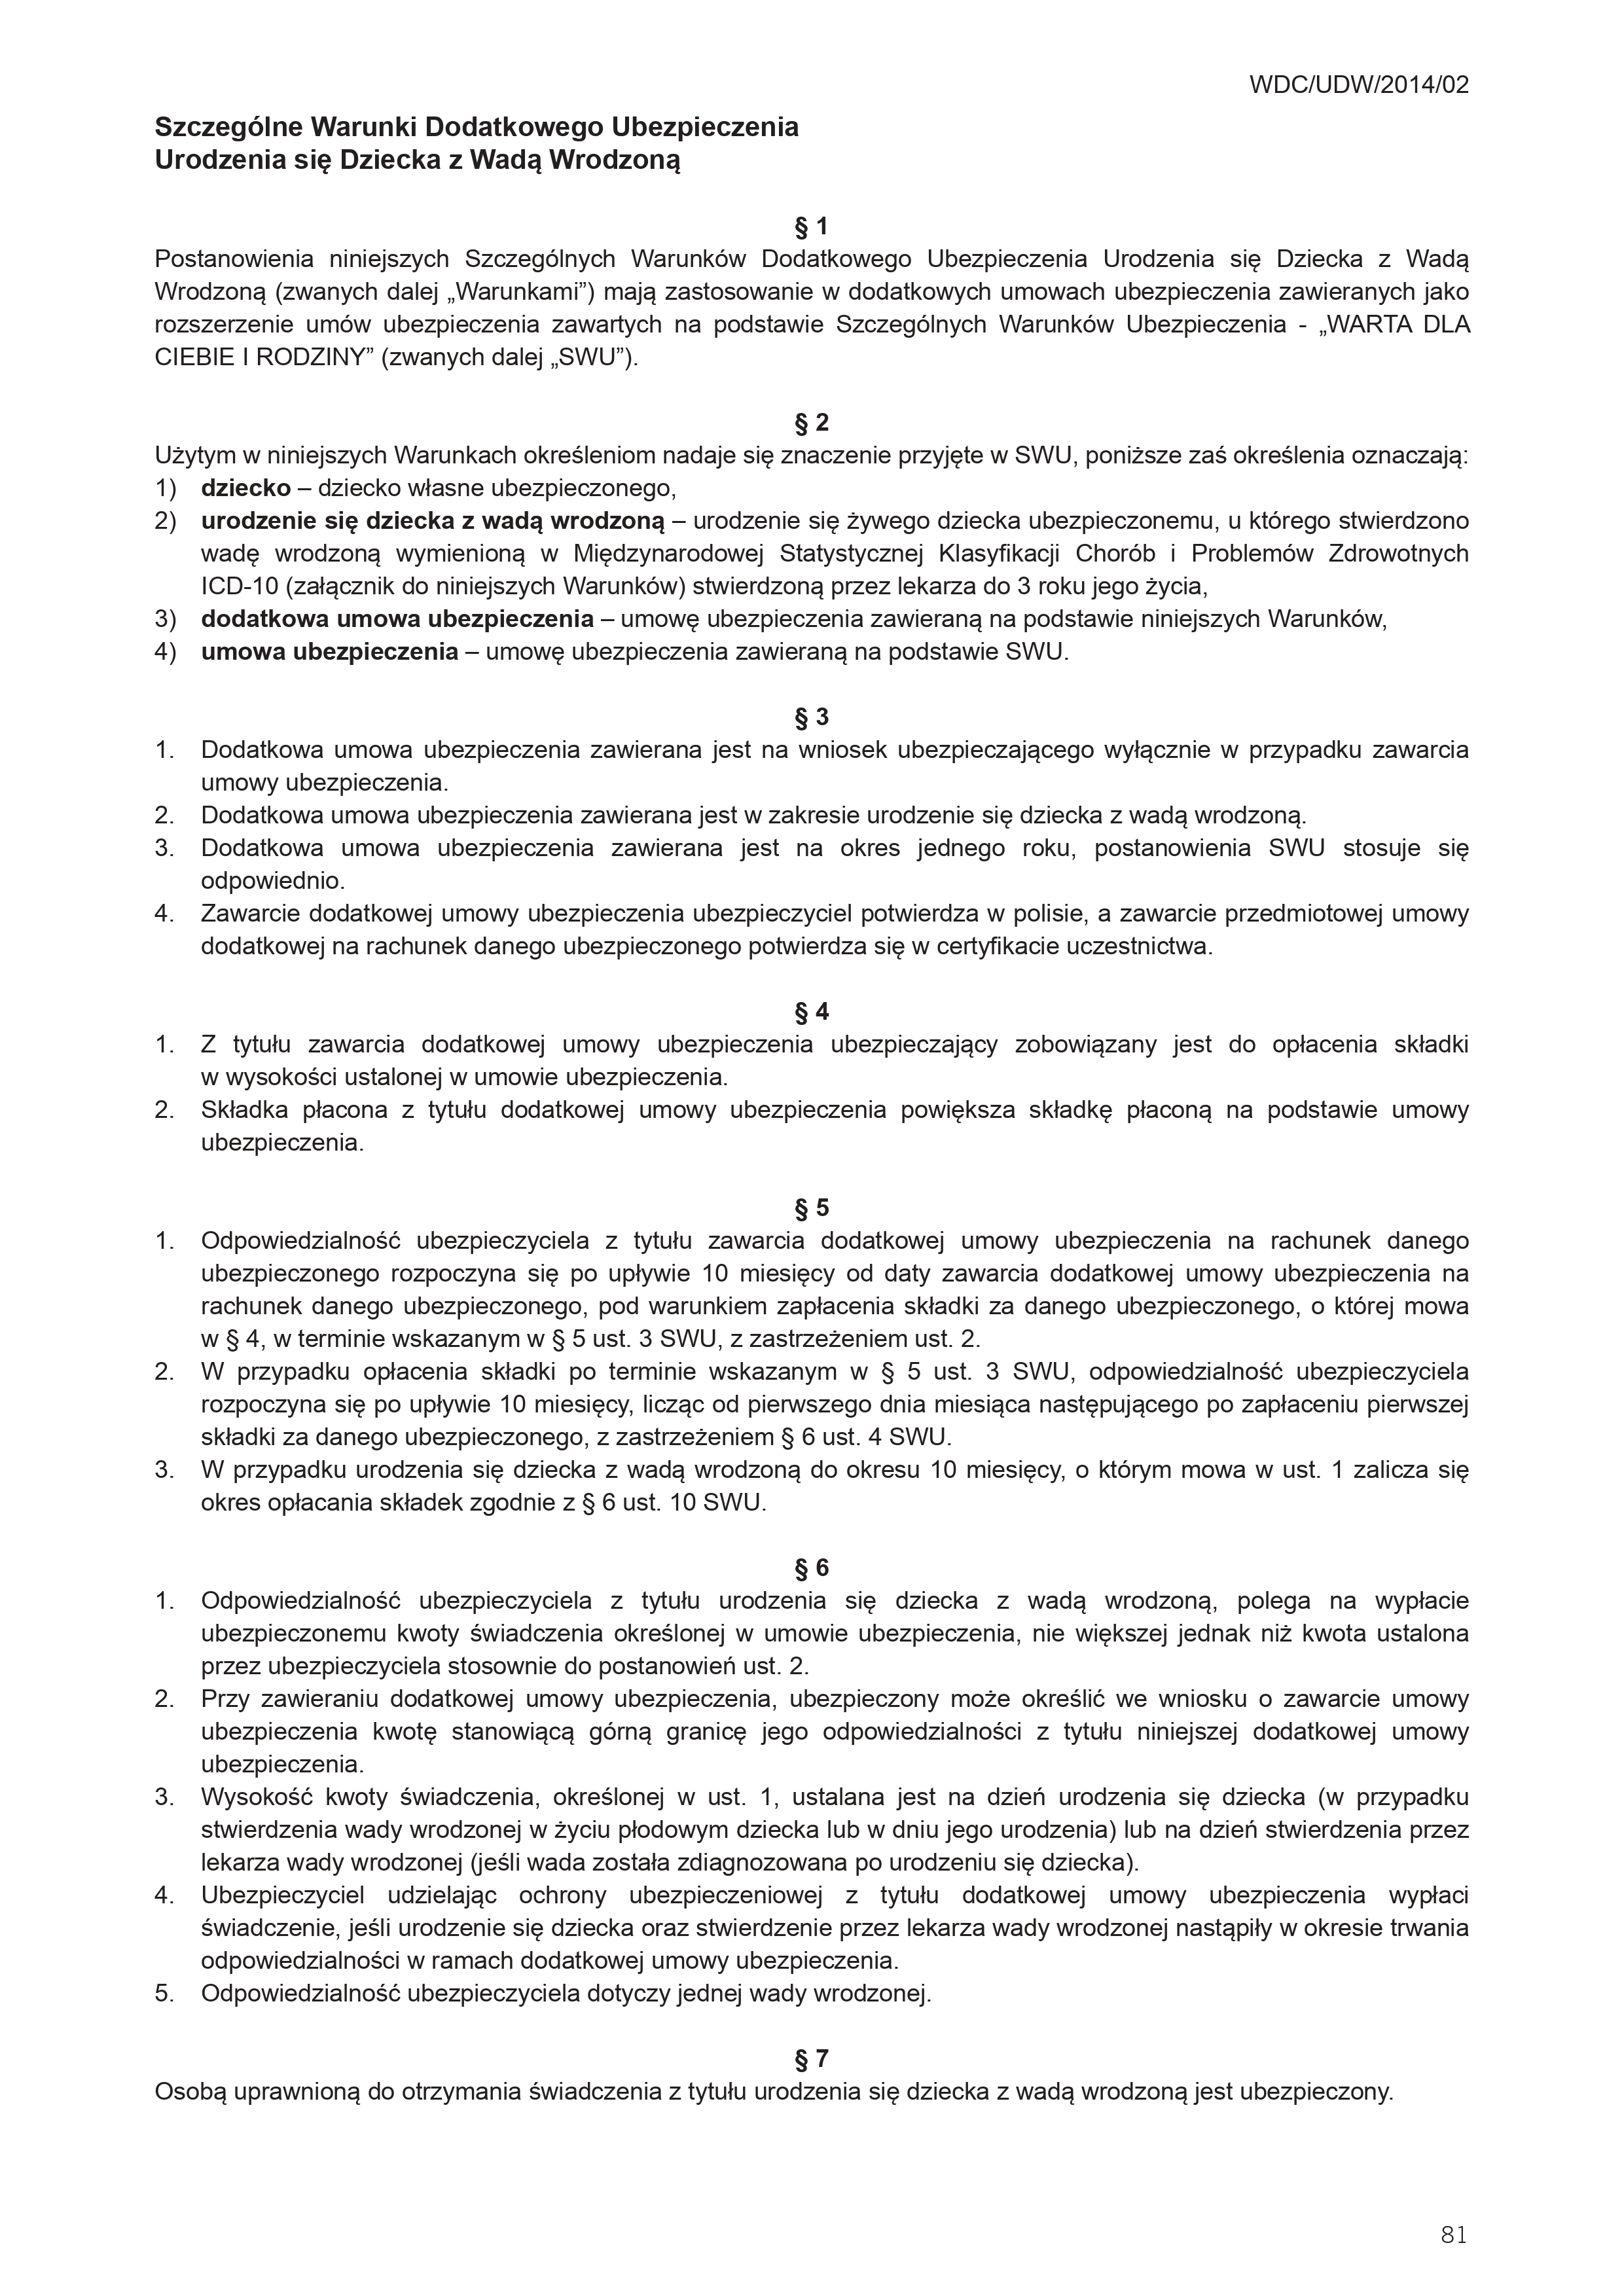 WDC/UDW/2014/02
Szczególne Warunki Dodatkowego Ubezpieczenia
Urodzenia się Dziecka z Wadą Wrodzoną
§ 1
Postanowienia niniejszych Szczególnych Warunków Dodatkowego Ubezpieczenia Urodzenia się Dziecka z Wadą
Wrodzoną (zwanych dalej „Warunkami”) mają zastosowanie w dodatkowych umowach ubezpieczenia zawieranych jako
rozszerzenie umów ubezpieczenia zawartych na podstawie Szczególnych Warunków Ubezpieczenia - „WARTA DLA
CIEBIE I RODZINY” (zwanych dalej „SWU”).
§ 2
Użytym w niniejszych Warunkach określeniom nadaje się znaczenie przyjęte w SWU, poniższe zaś określenia oznaczają:
1) dziecko – dziecko własne ubezpieczonego,
2) urodzenie się dziecka z wadą wrodzoną – urodzenie się żywego dziecka ubezpieczonemu, u którego stwierdzono
wadę wrodzoną wymienioną w Międzynarodowej Statystycznej Klasyfikacji Chorób i Problemów Zdrowotnych
ICD-10 (załącznik do niniejszych Warunków) stwierdzoną przez lekarza do 3 roku jego życia,
3) dodatkowa umowa ubezpieczenia – umowę ubezpieczenia zawieraną na podstawie niniejszych Warunków,
4) umowa ubezpieczenia – umowę ubezpieczenia zawieraną na podstawie SWU.
§ 3
1. Dodatkowa umowa ubezpieczenia zawierana jest na wniosek ubezpieczającego wyłącznie w przypadku zawarcia
umowy ubezpieczenia.
2. Dodatkowa umowa ubezpieczenia zawierana jest w zakresie urodzenie się dziecka z wadą wrodzoną.
3. Dodatkowa umowa ubezpieczenia zawierana jest na okres jednego roku, postanowienia SWU stosuje się
odpowiednio.
4. Zawarcie dodatkowej umowy ubezpieczenia ubezpieczyciel potwierdza w polisie, a zawarcie przedmiotowej umowy
dodatkowej na rachunek danego ubezpieczonego potwierdza się w certyfikacie uczestnictwa.
§ 4
1. Z tytułu zawarcia dodatkowej umowy ubezpieczenia ubezpieczający zobowiązany jest do opłacenia składki
w wysokości ustalonej w umowie ubezpieczenia.
2. Składka płacona z tytułu dodatkowej umowy ubezpieczenia powiększa składkę płaconą na podstawie umowy
ubezpieczenia.
§ 5
1. Odpowiedzialność ubezpieczyciela z tytułu zawarcia dodatkowej umowy ubezpieczenia na rachunek danego
ubezpieczonego rozpoczyna się po upływie 10 miesięcy od daty zawarcia dodatkowej umowy ubezpieczenia na
rachunek danego ubezpieczonego, pod warunkiem zapłacenia składki za danego ubezpieczonego, o której mowa
w § 4, w terminie wskazanym w § 5 ust. 3 SWU, z zastrzeżeniem ust. 2.
2. W przypadku opłacenia składki po terminie wskazanym w § 5 ust. 3 SWU, odpowiedzialność ubezpieczyciela
rozpoczyna się po upływie 10 miesięcy, licząc od pierwszego dnia miesiąca następującego po zapłaceniu pierwszej
składki za danego ubezpieczonego, z zastrzeżeniem § 6 ust. 4 SWU.
3. W przypadku urodzenia się dziecka z wadą wrodzoną do okresu 10 miesięcy, o którym mowa w ust. 1 zalicza się
okres opłacania składek zgodnie z § 6 ust. 10 SWU.
§ 6
1. Odpowiedzialność ubezpieczyciela z tytułu urodzenia się dziecka z wadą wrodzoną, polega na wypłacie
ubezpieczonemu kwoty świadczenia określonej w umowie ubezpieczenia, nie większej jednak niż kwota ustalona
przez ubezpieczyciela stosownie do postanowień ust. 2.
2. Przy zawieraniu dodatkowej umowy ubezpieczenia, ubezpieczony może określić we wniosku o zawarcie umowy
ubezpieczenia kwotę stanowiącą górną granicę jego odpowiedzialności z tytułu niniejszej dodatkowej umowy
ubezpieczenia.
3. Wysokość kwoty świadczenia, określonej w ust. 1, ustalana jest na dzień urodzenia się dziecka (w przypadku
stwierdzenia wady wrodzonej w życiu płodowym dziecka lub w dniu jego urodzenia) lub na dzień stwierdzenia przez
lekarza wady wrodzonej (jeśli wada została zdiagnozowana po urodzeniu się dziecka).
4. Ubezpieczyciel udzielając ochrony ubezpieczeniowej z tytułu dodatkowej umowy ubezpieczenia wypłaci
świadczenie, jeśli urodzenie się dziecka oraz stwierdzenie przez lekarza wady wrodzonej nastąpiły w okresie trwania
odpowiedzialności w ramach dodatkowej umowy ubezpieczenia.
5. Odpowiedzialność ubezpieczyciela dotyczy jednej wady wrodzonej.
§ 7
Osobą uprawnioną do otrzymania świadczenia z tytułu urodzenia się dziecka z wadą wrodzoną jest ubezpieczony.
81